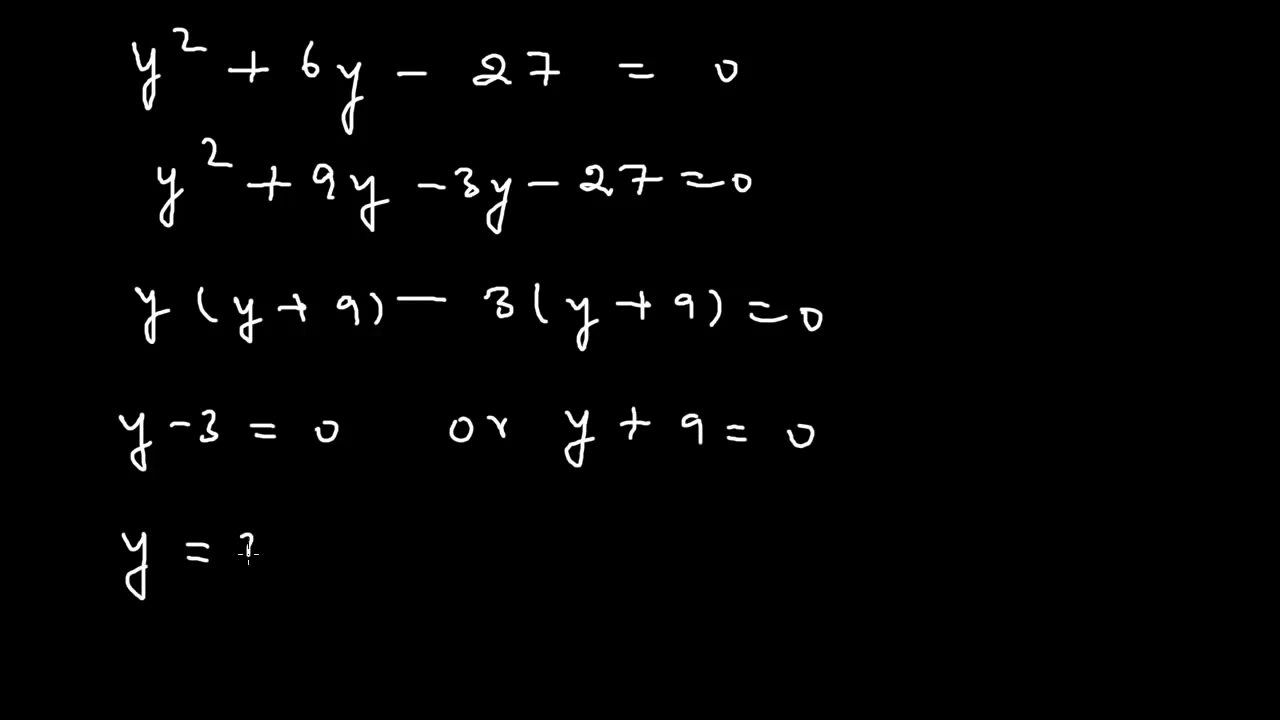 y² + 6y - 27 = 0
y² + 9y - 3y - 27 = 0
y(y + 9) - 3(y + 9) = 0
y - 3 = 0 or y + 9 = 0
y =